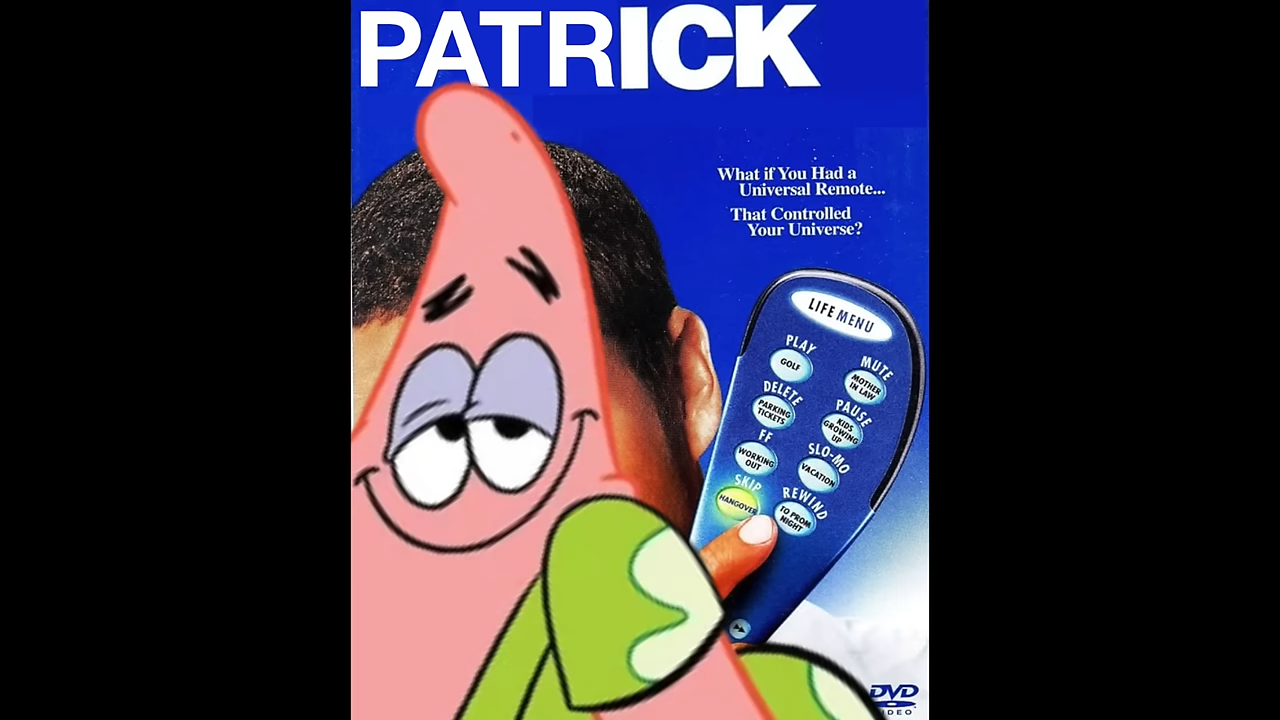 PATRICK
What if You Had a
Universal Remote...
That Controlled
Your Universe?
LIFE MENU
PLAY
GOLF
MUTE
MOTHER
IN LAW
DELETE
PARKING
TICKETS
PAUSE
KIDS
GROWING
UP
FF
WORKING
OUT
SLO-MO
VACATION
SKIP
HANGOVER
REWIND
TO PROM
NIGHT
DVD